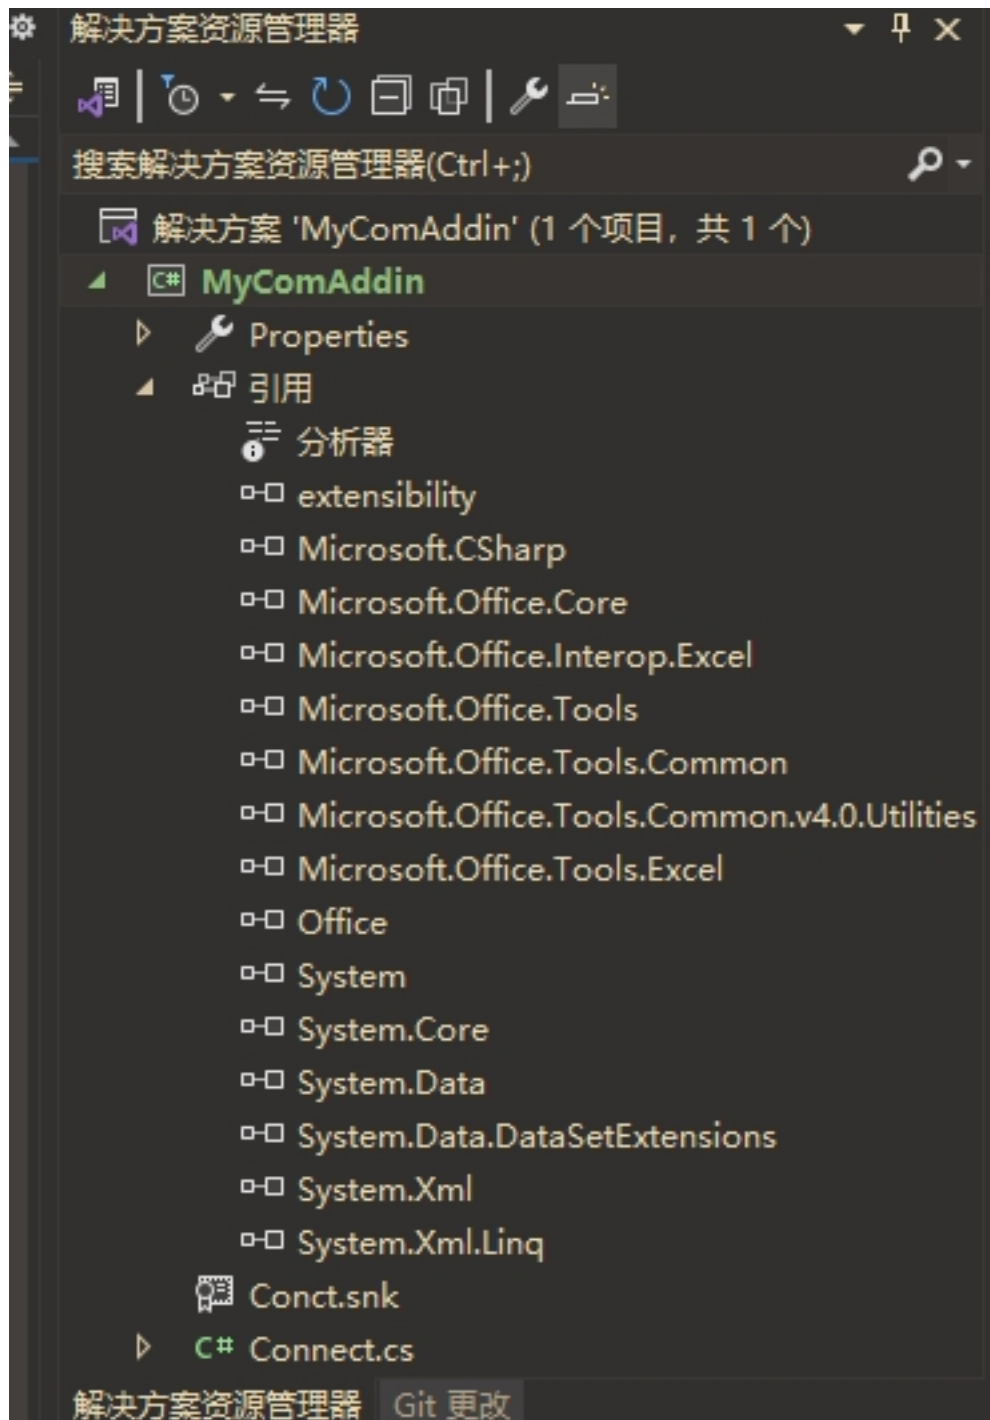 解决方案资源管理器
搜索解决方案资源管理器(Ctrl+;)
解决方案 'MyComAddin' (1 个项目, 共 1 个)
C# MyComAddin
Properties
引用
分析器
extensibility
Microsoft.CSharp
Microsoft.Office.Core
Microsoft.Office.Interop.Excel
Microsoft.Office.Tools
Microsoft.Office.Tools.Common
Microsoft.Office.Tools.Common.v4.0.Utilities
Microsoft.Office.Tools.Excel
Office
System
System.Core
System.Data
System.Data.DataSetExtensions
System.Xml
System.Xml.Linq
Conct.snk
C# Connect.cs
解决方案资源管理器 Git 更改